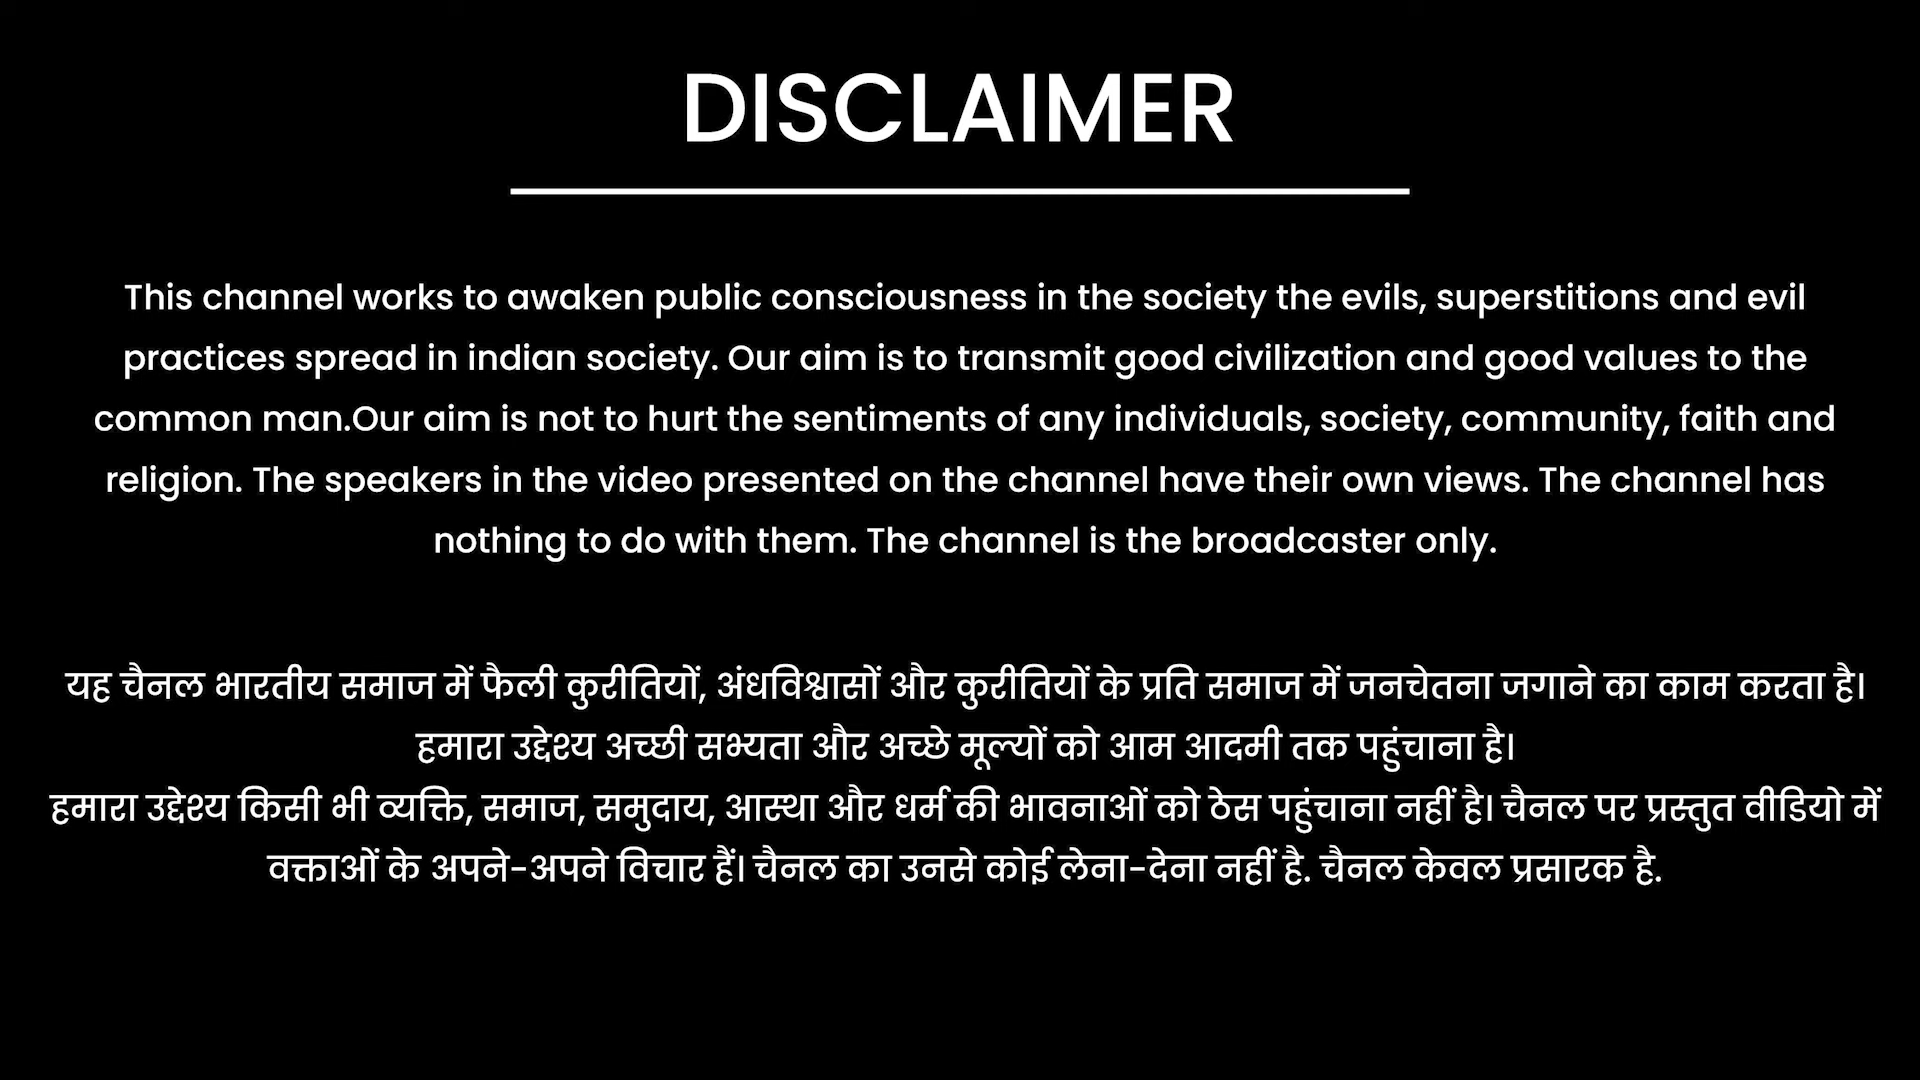 DISCLAIMER
This channel works to awaken public consciousness in the society the evils, superstitions and evil
practices spread in indian society. Our aim is to transmit good civilization and good values to the
common man.Our aim is not to hurt the sentiments of any individuals, society, community, faith and
religion. The speakers in the video presented on the channel have their own views. The channel has
nothing to do with them. The channel is the broadcaster only.
यह चैनल भारतीय समाज में फैली कुरीतियों, अंधविश्वासों और कुरीतियों के प्रति समाज में जनचेतना जगाने का काम करता है।
हमारा उद्देश्य अच्छी सभ्यता और अच्छे मूल्यों को आम आदमी तक पहुंचाना है।
हमारा उद्देश्य किसी भी व्यक्ति, समाज, समुदाय, आस्था और धर्म की भावनाओं को ठेस पहुंचाना नहीं है। चैनल पर प्रस्तुत वीडियो में
वक्ताओं के अपने-अपने विचार हैं। चैनल का उनसे कोई लेना-देना नहीं है. चैनल केवल प्रसारक है.